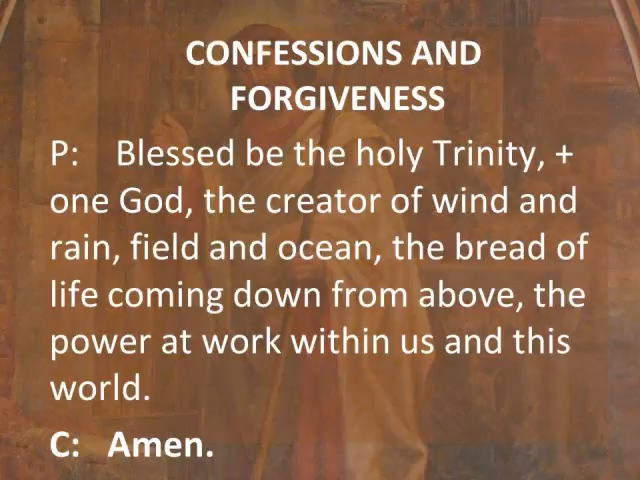 CONFESSIONS AND
FORGIVENESS
P: Blessed be the holy Trinity, +
one God, the creator of wind and
rain, field and ocean, the bread of
life coming down from above, the
power at work within us and this
world.
C: Amen.